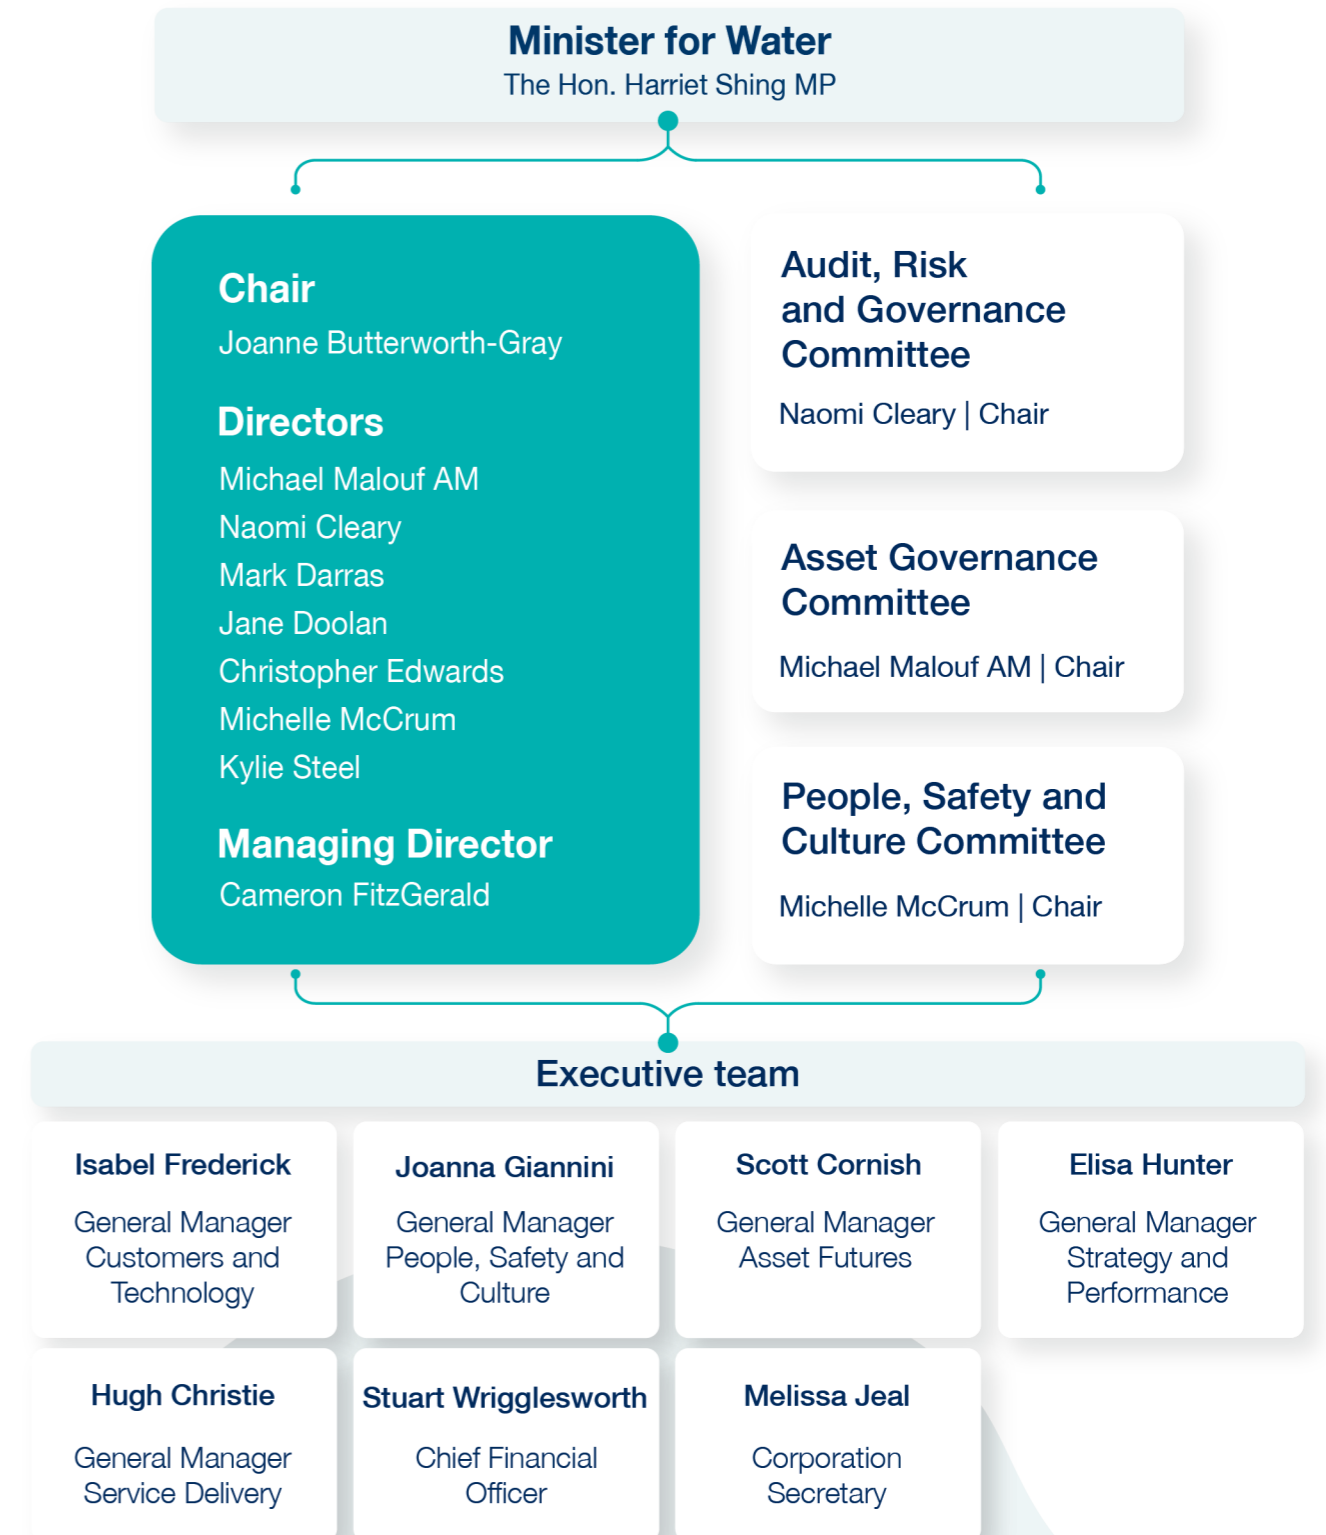 Minister for Water
The Hon. Harriet Shing MP
Chair
Joanne Butterworth-Gray
Directors
Michael Malouf AM
Naomi Cleary
Mark Darras
Jane Doolan
Christopher Edwards
Michelle McCrum
Kylie Steel
Managing Director
Cameron FitzGerald
Audit, Risk
and Governance
Committee
Naomi Cleary | Chair
Asset Governance
Committee
Michael Malouf AM | Chair
People, Safety and
Culture Committee
Michelle McCrum | Chair
Executive team
Isabel Frederick
General Manager
Customers and
Technology
Joanna Giannini
General Manager
People, Safety and
Culture
Scott Cornish
General Manager
Asset Futures
Elisa Hunter
General Manager
Strategy and
Performance
Hugh Christie
General Manager
Service Delivery
Stuart Wrigglesworth
Chief Financial
Officer
Melissa Jeal
Corporation
Secretary